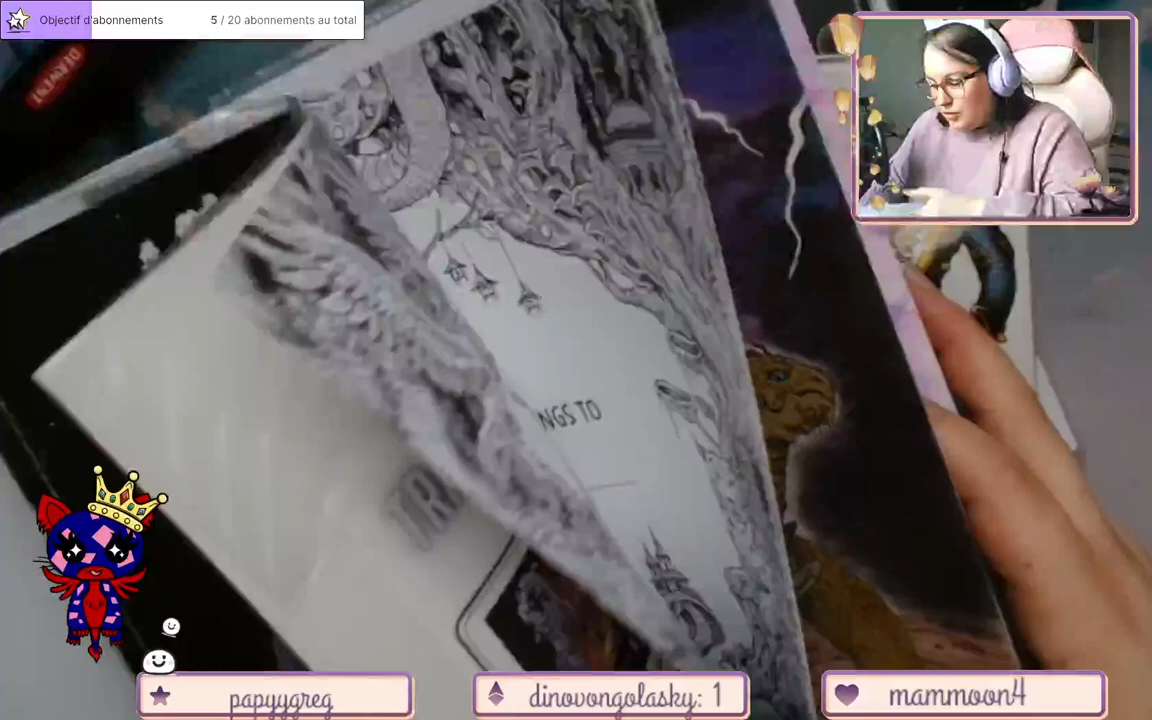 Objectif d'abonnements 5 / 20 abonnements au total
NGS TO
papyygreg
dinovongolasky: 1
mammoon4